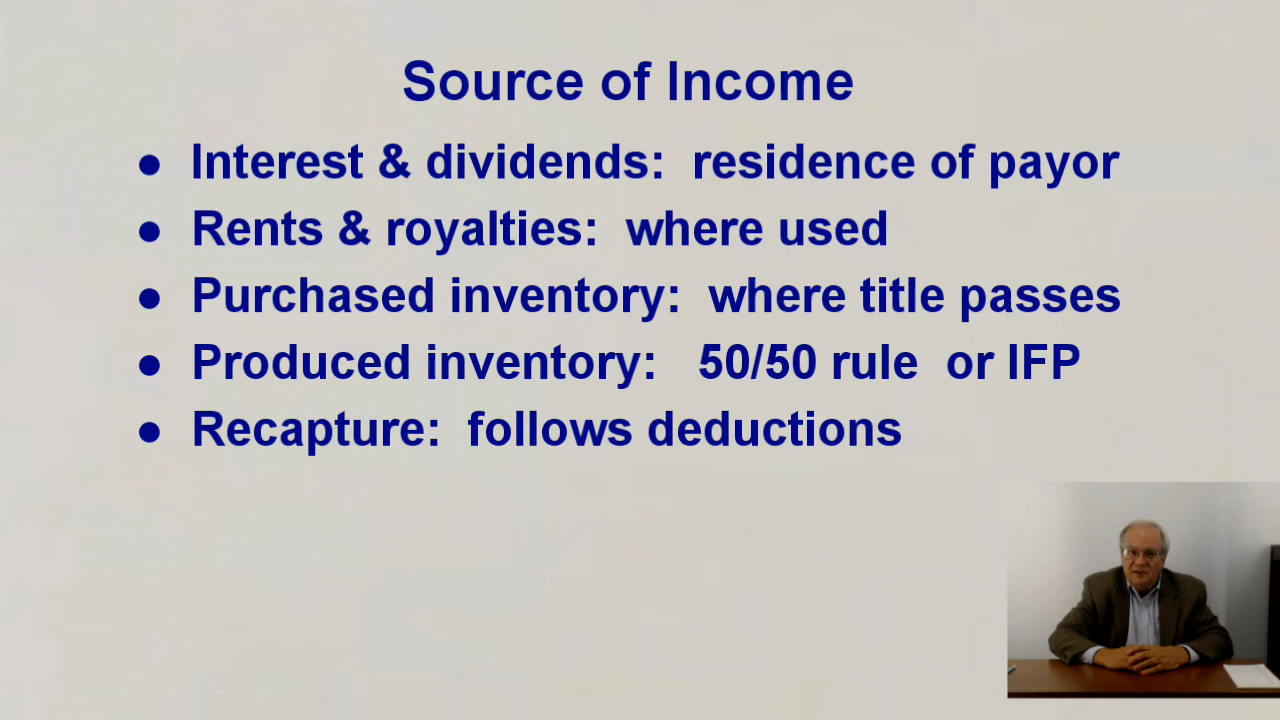 Source of Income
● Interest & dividends: residence of payor
● Rents & royalties: where used
● Purchased inventory: where title passes
● Produced inventory: 50/50 rule or IFP
● Recapture: follows deductions